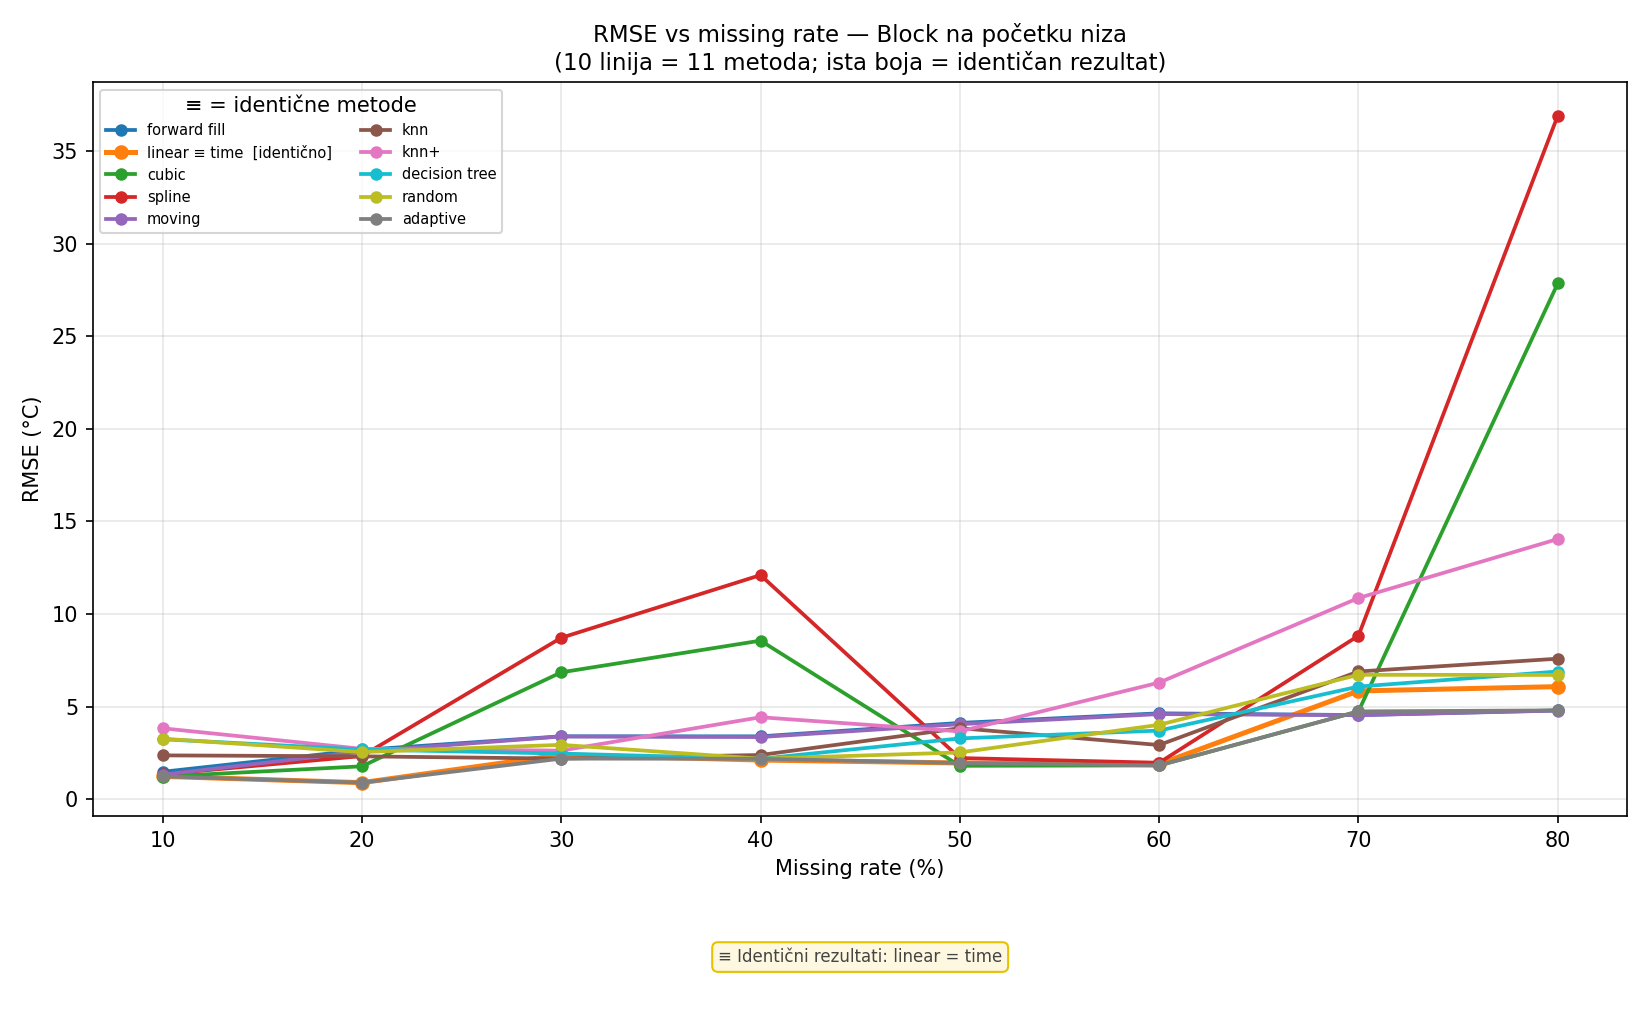 RMSE vs missing rate — Block na početku niza
(10 linija = 11 metoda; ista boja = identičan rezultat)
≡ = identične metode
forward fill
linear ≡ time [identično]
cubic
spline
moving
knn
knn+
decision tree
random
adaptive
RMSE (°C)
35
30
25
20
15
10
5
0
10 20 30 40 50 60 70 80
Missing rate (%)
≡ Identični rezultati: linear = time